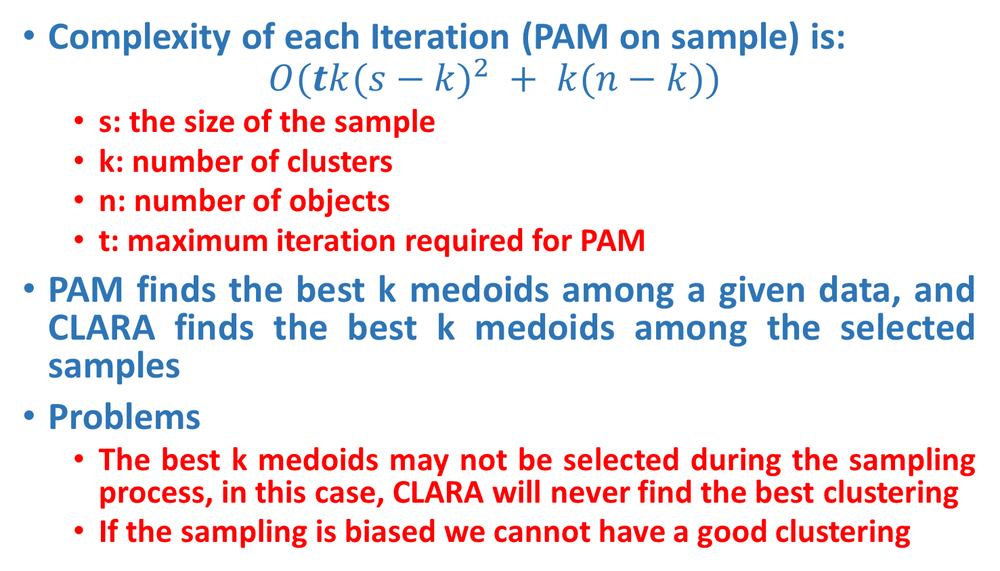 • Complexity of each Iteration (PAM on sample) is:
O(tk(s − k)² + k(n − k))
• s: the size of the sample
• k: number of clusters
• n: number of objects
• t: maximum iteration required for PAM
• PAM finds the best k medoids among a given data, and
CLARA finds the best k medoids among the selected
samples
• Problems
• The best k medoids may not be selected during the sampling
process, in this case, CLARA will never find the best clustering
• If the sampling is biased we cannot have a good clustering